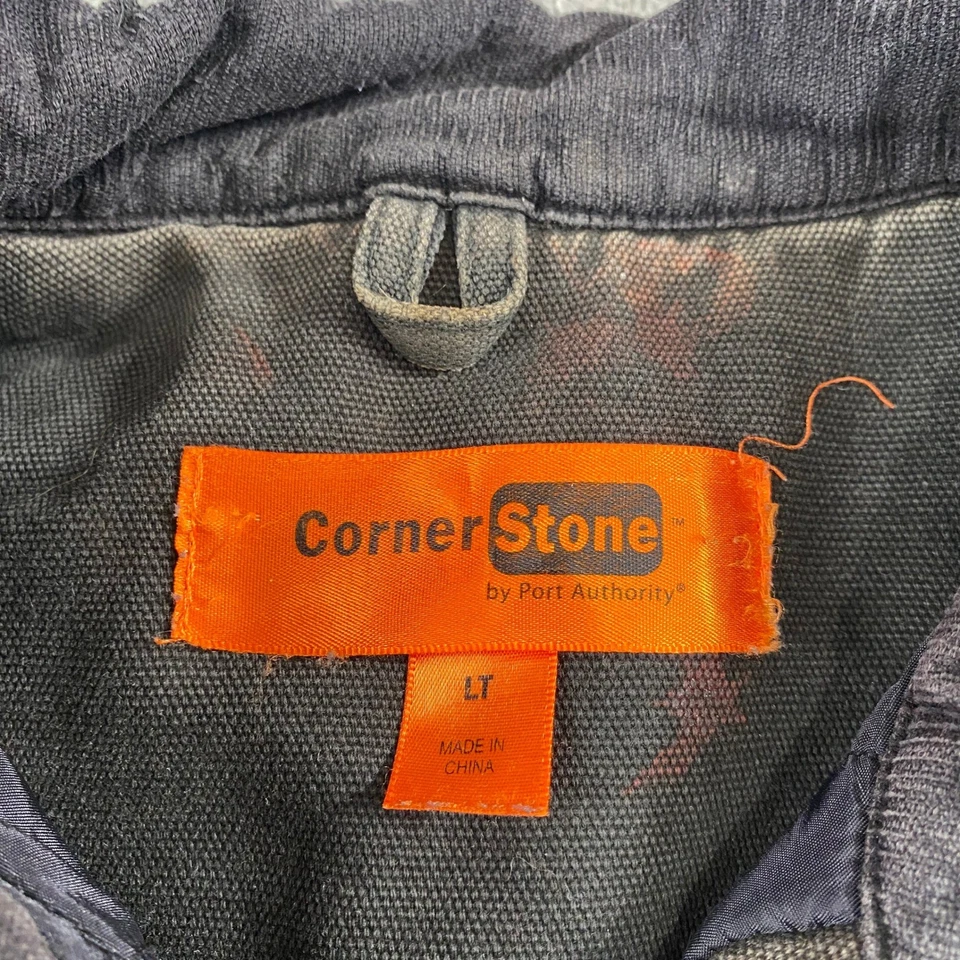 CornerStone™
by Port Authority®
LT
MADE IN
CHINA